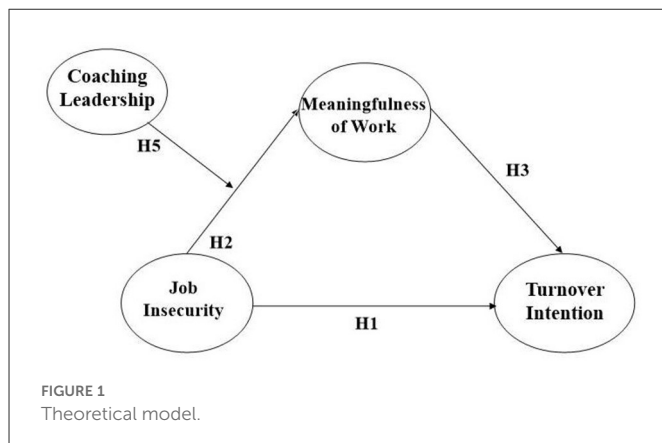 Coaching
Leadership
Meaningfulness
of Work
H5
H3
H2
Job
Insecurity
Turnover
Intention
H1
FIGURE 1
Theoretical model.